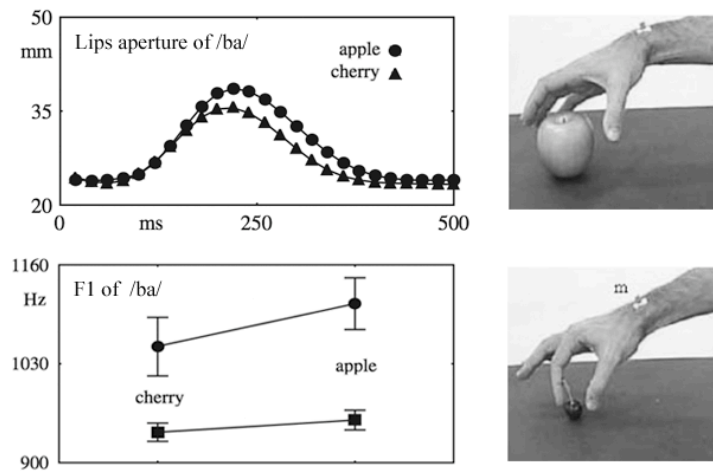 50
mm
Lips aperture of /ba/
apple
cherry
35
20
0
ms
250
500
1160
Hz
F1 of /ba/
1030
apple
cherry
900
m